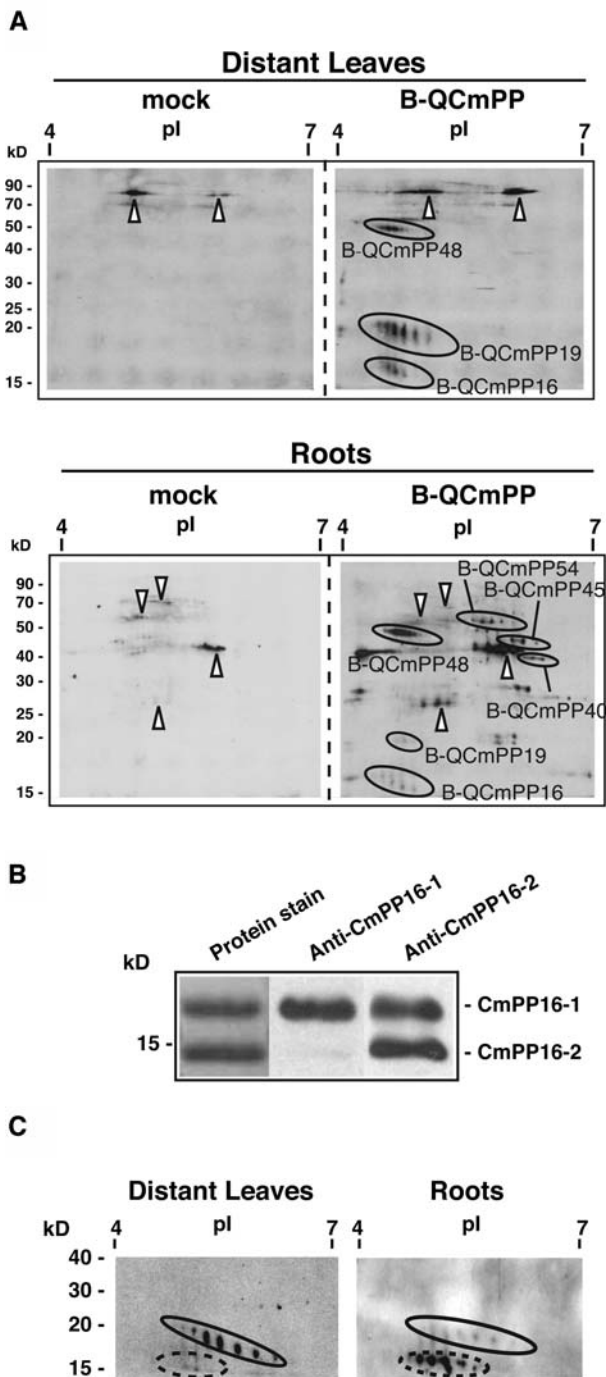 A
Distant Leaves
mock B-QCmPP
4 pI 7 4 pI 7
kD
90 -
70 -
50 -
40 -
30 -
25 -
20 -
15 -
B-QCmPP48
B-QCmPP19
B-QCmPP16
Roots
mock B-QCmPP
4 pI 7 4 pI 7
kD
90 -
70 -
50 -
40 -
30 -
25 -
20 -
15 -
B-QCmPP54
B-QCmPP45
B-QCmPP48
B-QCmPP40
B-QCmPP19
B-QCmPP16
B
Protein stain
Anti-CmPP16-1
Anti-CmPP16-2
kD
15 -
- CmPP16-1
- CmPP16-2
C
Distant Leaves Roots
kD 4 pI 7 4 pI 7
40 -
30 -
20 -
15 -